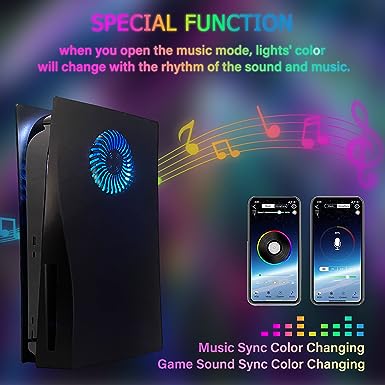 SPECIAL FUNCTION
when you open the music mode, lights' color
will change with the rhythm of the sound and music.
Music Sync Color Changing
Game Sound Sync Color Changing